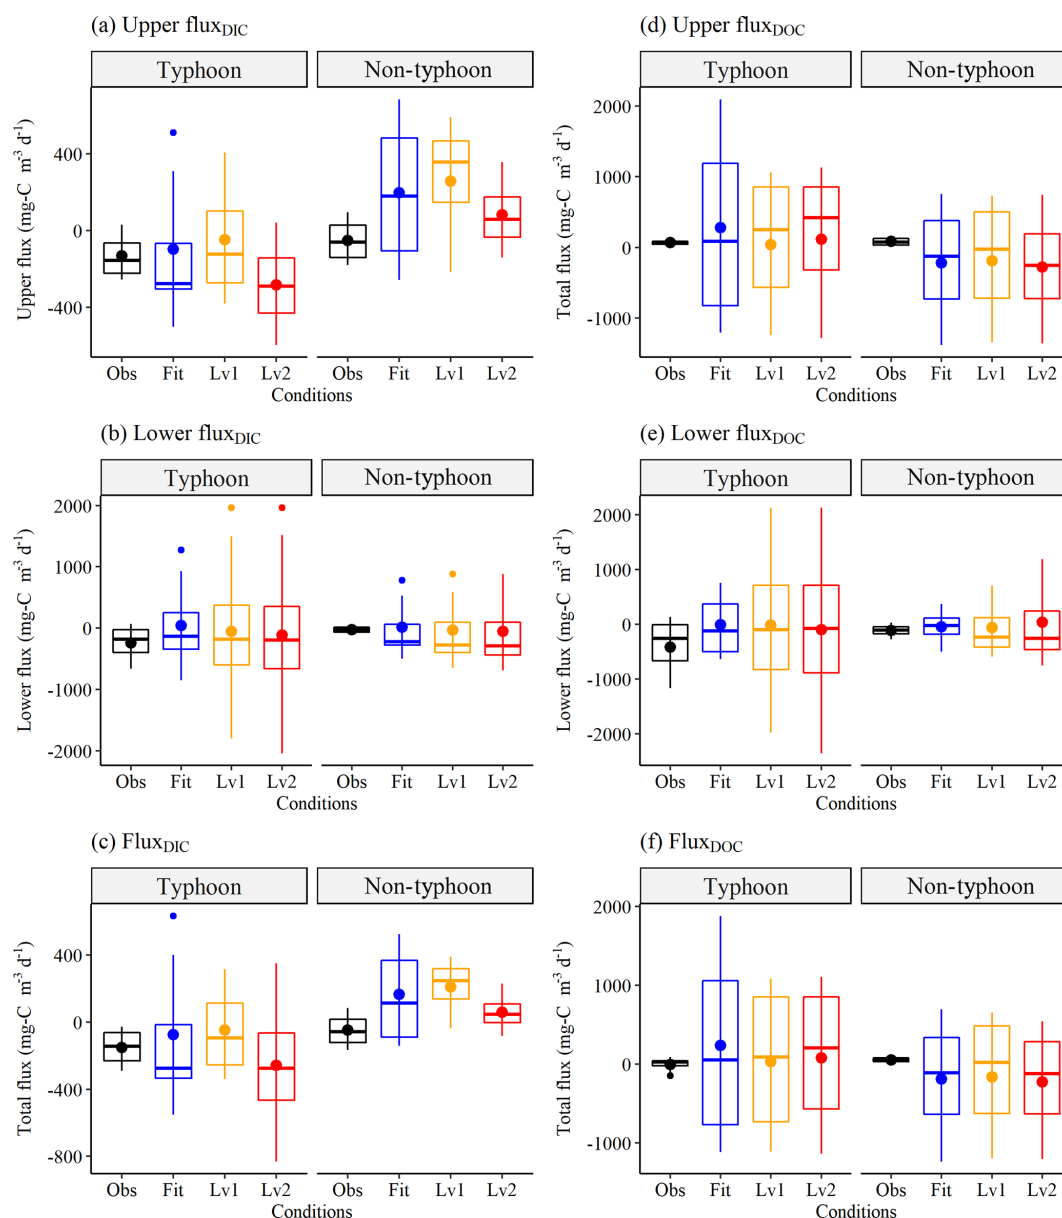 (a) Upper fluxDIC
Typhoon Non-typhoon
Upper flux (mg-C m-3 d-1)
400
0
-400
Obs Fit Lv1 Lv2 Obs Fit Lv1 Lv2
Conditions
(d) Upper fluxDOC
Typhoon Non-typhoon
Total flux (mg-C m-3 d-1)
2000
1000
0
-1000
Obs Fit Lv1 Lv2 Obs Fit Lv1 Lv2
Conditions
(b) Lower fluxDIC
Typhoon Non-typhoon
Lower flux (mg-C m-3 d-1)
2000
1000
0
-1000
-2000
Obs Fit Lv1 Lv2 Obs Fit Lv1 Lv2
Conditions
(e) Lower fluxDOC
Typhoon Non-typhoon
Lower flux (mg-C m-3 d-1)
2000
1000
0
-1000
-2000
Obs Fit Lv1 Lv2 Obs Fit Lv1 Lv2
Conditions
(c) FluxDIC
Typhoon Non-typhoon
Total flux (mg-C m-3 d-1)
400
0
-400
-800
Obs Fit Lv1 Lv2 Obs Fit Lv1 Lv2
Conditions
(f) FluxDOC
Typhoon Non-typhoon
Total flux (mg-C m-3 d-1)
2000
1000
0
-1000
Obs Fit Lv1 Lv2 Obs Fit Lv1 Lv2
Conditions